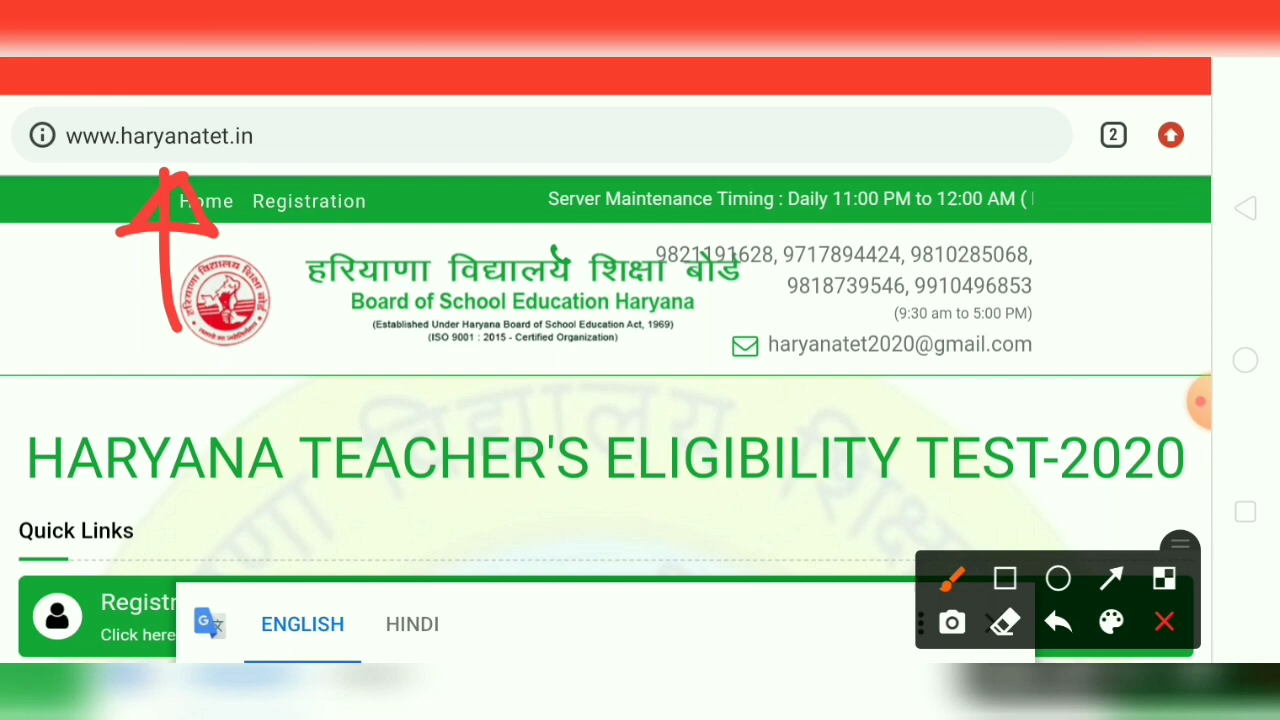 www.haryanatet.in
2
Home Registration
Server Maintenance Timing : Daily 11:00 PM to 12:00 AM (
हरियाणा विद्यालय शिक्षा बोर्ड
Board of School Education Haryana
(Established Under Haryana Board of School Education Act, 1969)
(ISO 9001 : 2015 - Certified Organization)
9821191628, 9717894424, 9810285068,
9818739546, 9910496853
(9:30 am to 5:00 PM)
haryanatet2020@gmail.com
HARYANA TEACHER'S ELIGIBILITY TEST-2020
Quick Links
Registr
Click here
ENGLISH HINDI